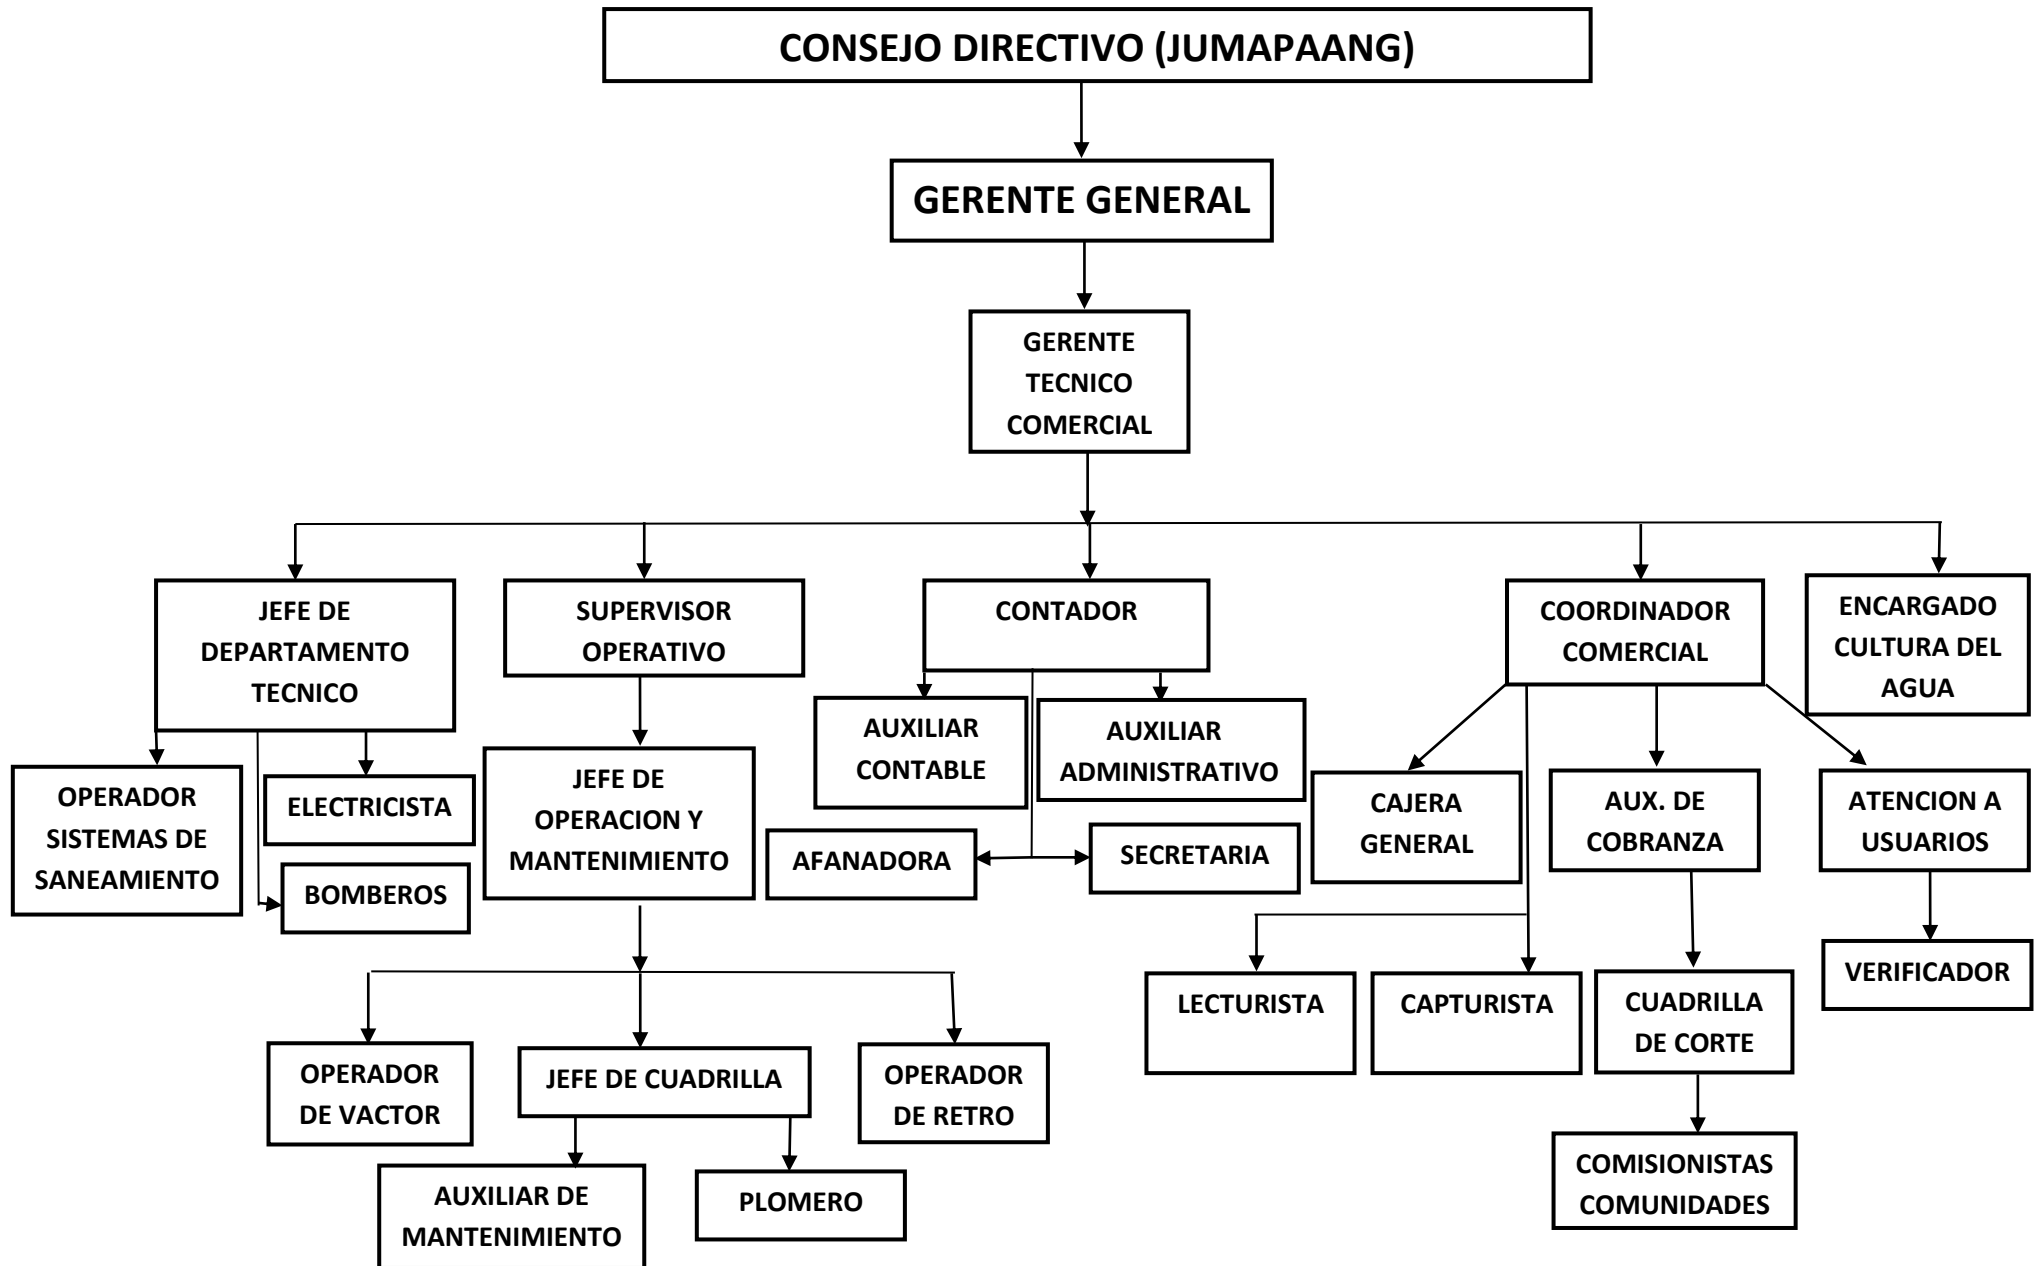 CONSEJO DIRECTIVO (JUMAPAANG)
GERENTE GENERAL
GERENTE
TECNICO
COMERCIAL
JEFE DE
DEPARTAMENTO
TECNICO
SUPERVISOR
OPERATIVO
CONTADOR
COORDINADOR
COMERCIAL
ENCARGADO
CULTURA DEL
AGUA
OPERADOR
SISTEMAS DE
SANEAMIENTO
ELECTRICISTA
BOMBEROS
JEFE DE
OPERACION Y
MANTENIMIENTO
AUXILIAR
CONTABLE
AUXILIAR
ADMINISTRATIVO
AFANADORA
SECRETARIA
CAJERA
GENERAL
AUX. DE
COBRANZA
ATENCION A
USUARIOS
LECTURISTA
CAPTURISTA
CUADRILLA
DE CORTE
VERIFICADOR
OPERADOR
DE VACTOR
JEFE DE CUADRILLA
OPERADOR
DE RETRO
AUXILIAR DE
MANTENIMIENTO
PLOMERO
COMISIONISTAS
COMUNIDADES